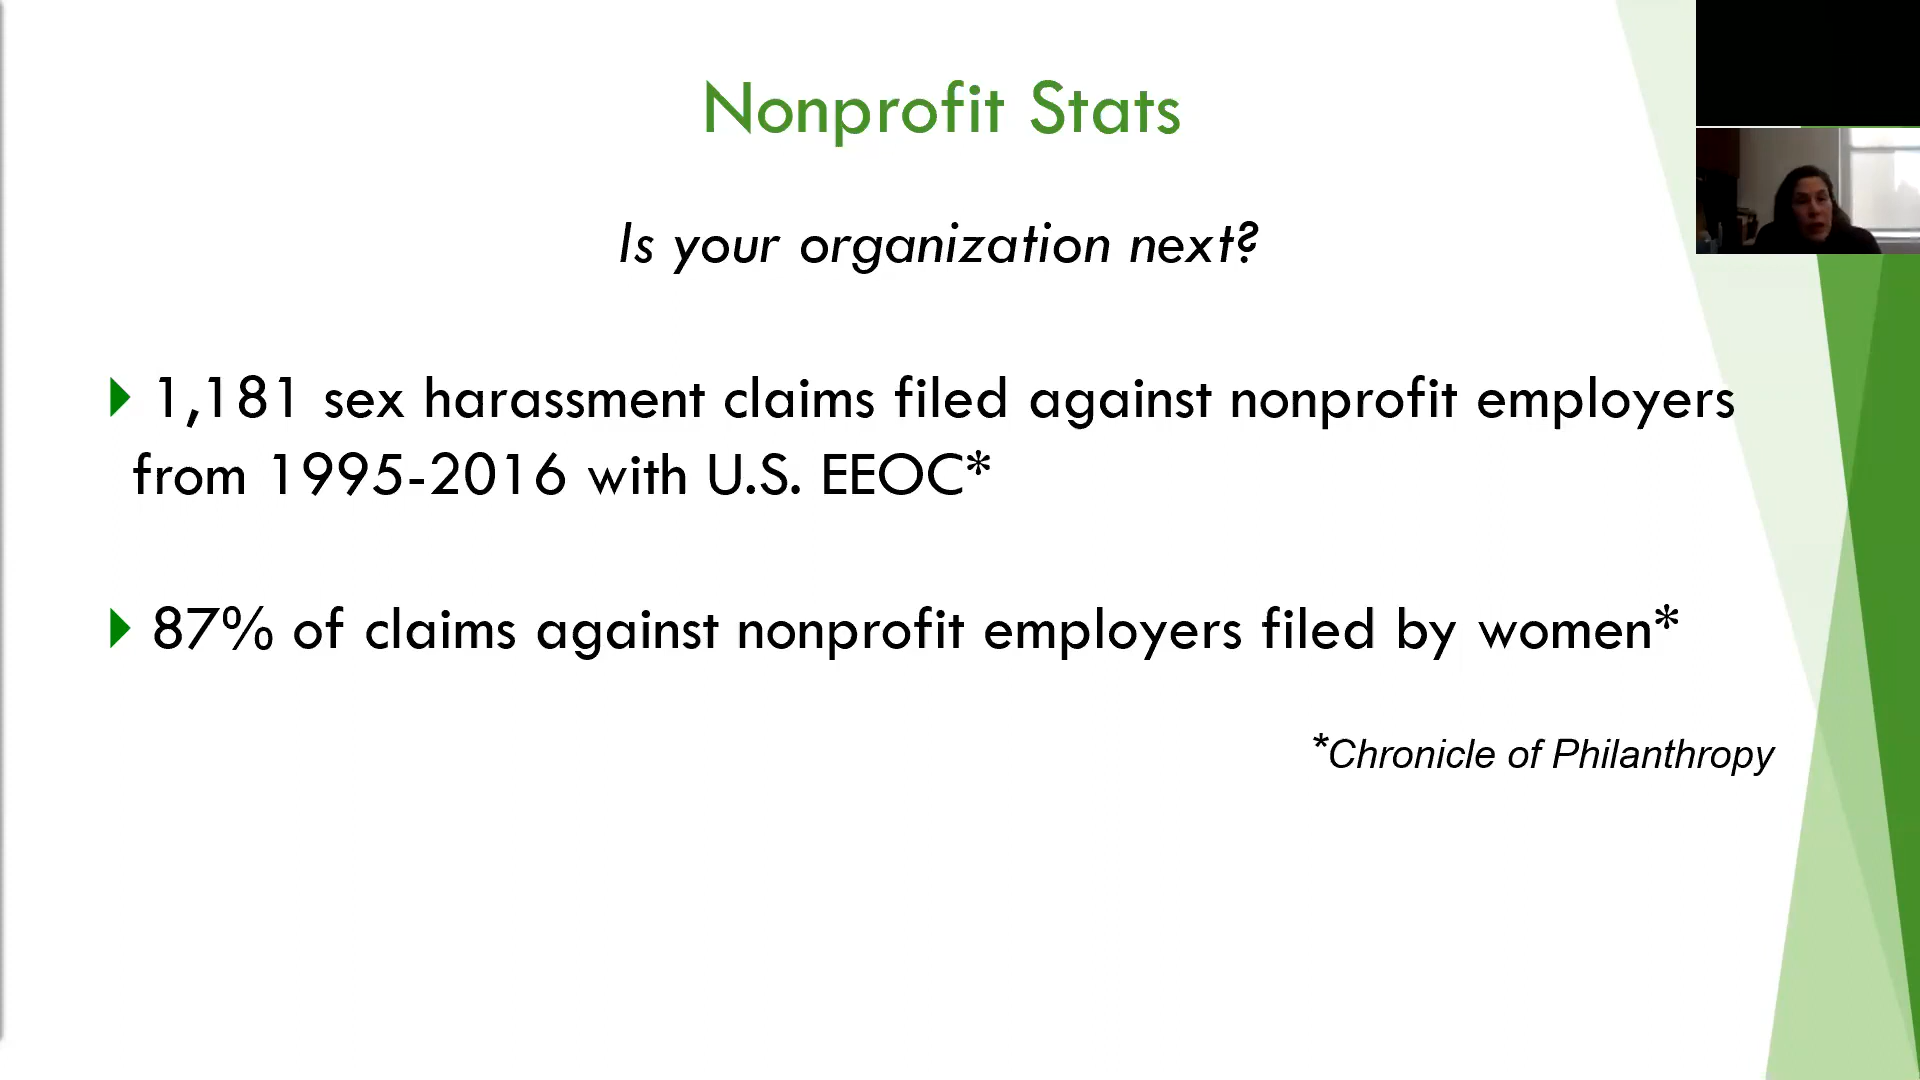 Nonprofit Stats
Is your organization next?
1,181 sex harassment claims filed against nonprofit employers
from 1995-2016 with U.S. EEOC*
87% of claims against nonprofit employers filed by women*
*Chronicle of Philanthropy